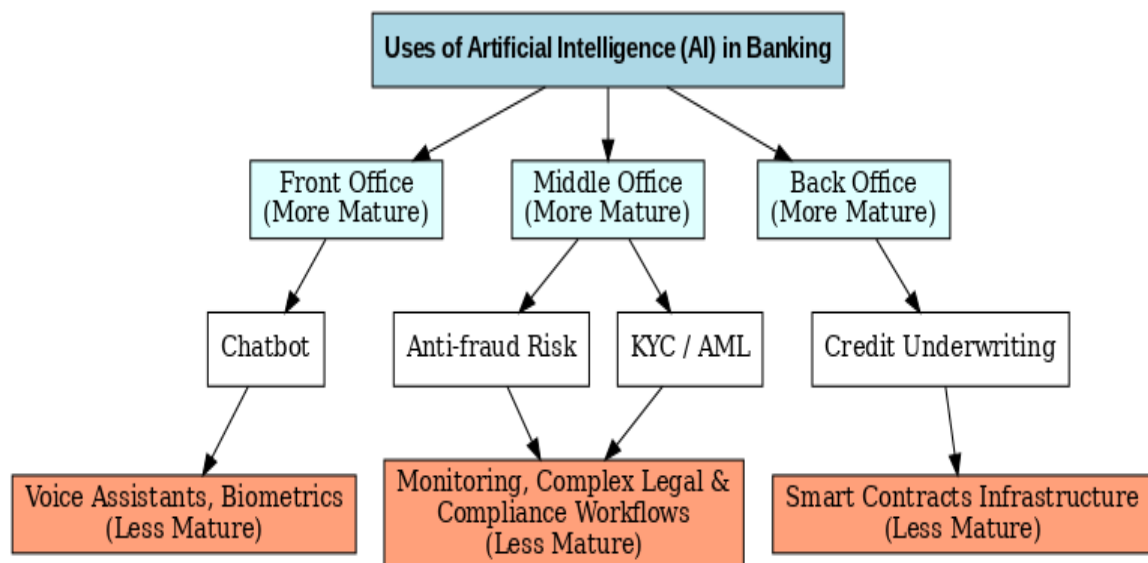 Uses of Artificial Intelligence (AI) in Banking
Front Office
(More Mature)
Middle Office
(More Mature)
Back Office
(More Mature)
Chatbot
Anti-fraud Risk
KYC / AML
Credit Underwriting
Voice Assistants, Biometrics
(Less Mature)
Monitoring, Complex Legal &
Compliance Workflows
(Less Mature)
Smart Contracts Infrastructure
(Less Mature)